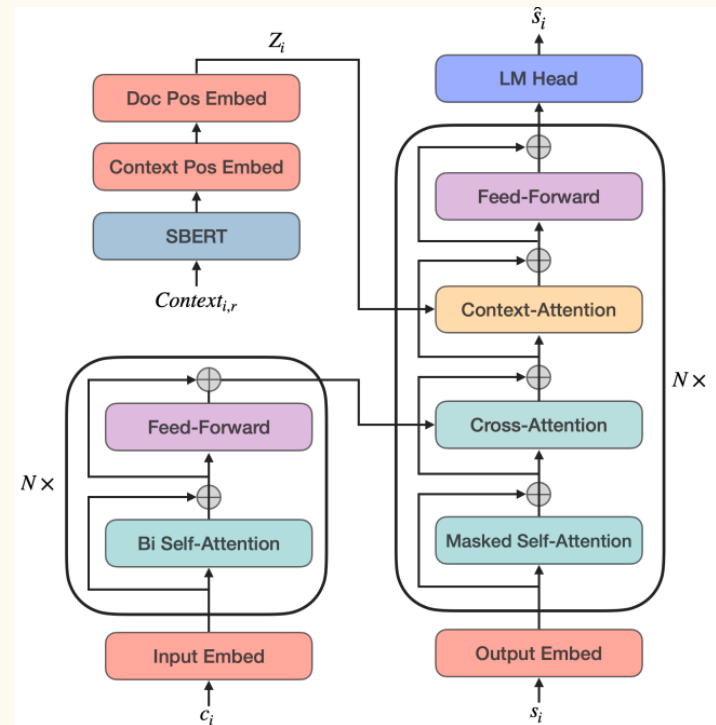 Z_i
Doc Pos Embed
Context Pos Embed
SBERT
Context_{i,r}
N×
Feed-Forward
Bi Self-Attention
Input Embed
c_i
ŝ_i
LM Head
Feed-Forward
Context-Attention
N×
Cross-Attention
Masked Self-Attention
Output Embed
s_i